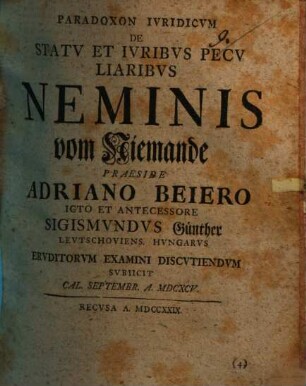 PARADOXON IVRIDICVM
DE
STATV ET IVRIBVS PECV
LIARIBVS
NEMINIS
vom Niemande
PRAESIDE
ADRIANO BEIERO
ICTO ET ANTECESSORE
SIGISMVNDVS Günther
LEVTSCHOVIENS. HVNGARVS
ERVDITORVM EXAMINI DISCVTIENDVM
SVBIICIT
CAL. SEPTEMBR. A. MDCXCV.
RECVSA A. MDCCXXIX.